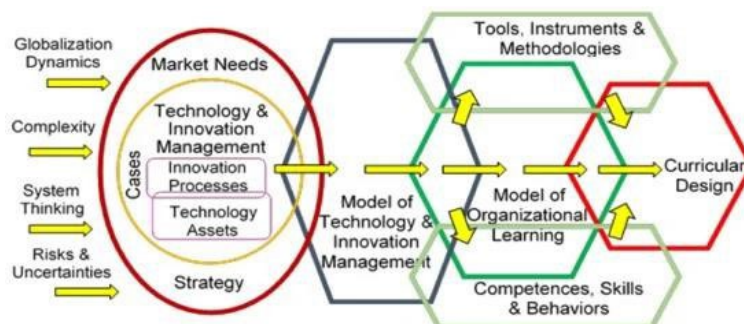 Globalization
Dynamics
Complexity
System
Thinking
Risks &
Uncertainties
Market Needs
Technology &
Innovation
Management
Cases
Innovation
Processes
Technology
Assets
Strategy
Model of
Technology &
Innovation
Management
Tools, Instruments &
Methodologies
Model of
Organizational
Learning
Competences, Skills
& Behaviors
Curricular
Design